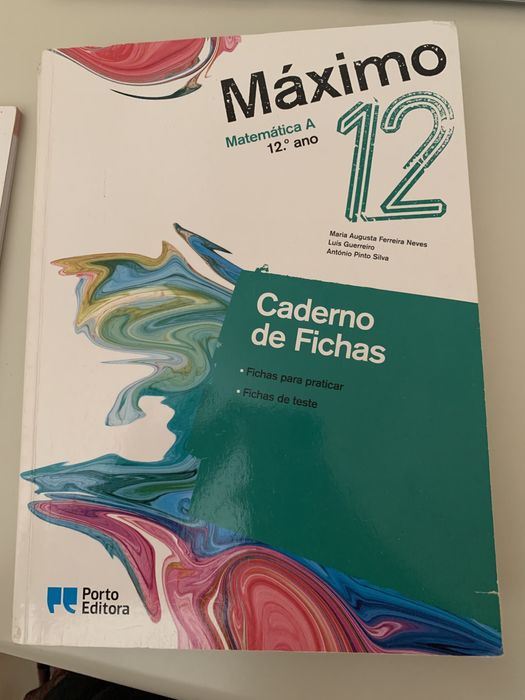 Máximo
Matemática A
12.º ano
12
Maria Augusta Ferreira Neves
Luís Guerreiro
António Pinto Silva
Caderno
de Fichas
• Fichas para praticar
• Fichas de teste
Porto
Editora